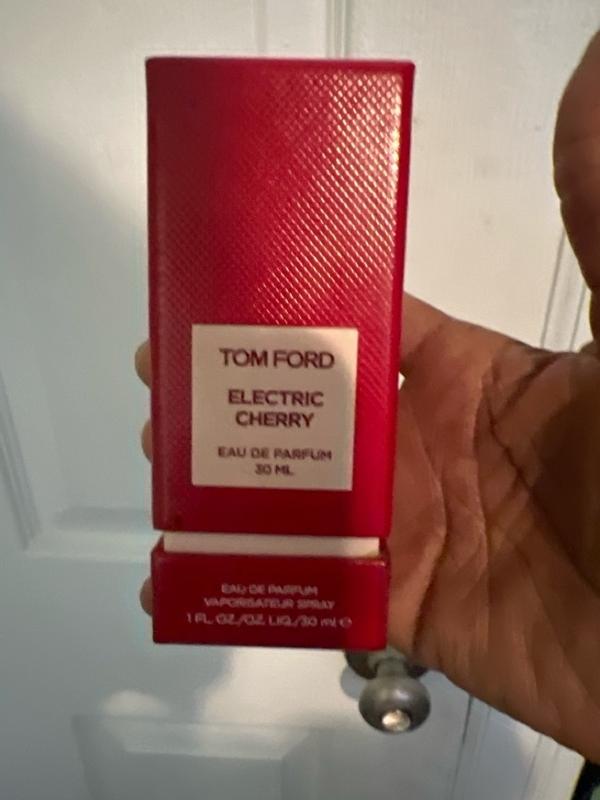 TOM FORD
ELECTRIC
CHERRY
EAU DE PARFUM
30 ML
EAU DE PARFUM
VAPORISATEUR SPRAY
1 FL. OZ./OZ. LIQ./30 ml ℮